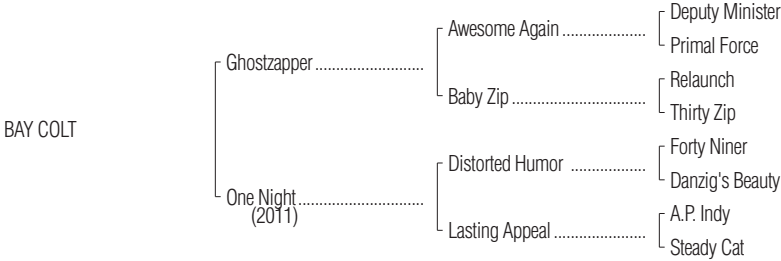 Deputy Minister
Awesome Again ....................
Primal Force
Ghostzapper ..........................
Relaunch
Baby Zip ................................
Thirty Zip
BAY COLT
Forty Niner
Distorted Humor ..................
Danzig's Beauty
One Night ..............................
(2011)
A.P. Indy
Lasting Appeal ......................
Steady Cat